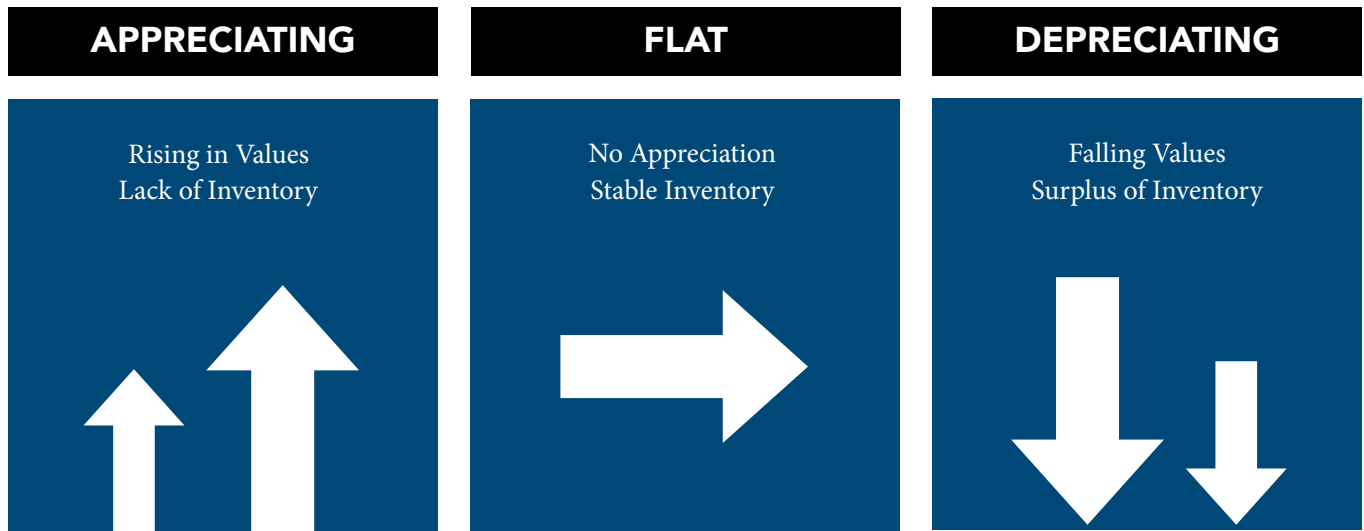 APPRECIATING
Rising in Values
Lack of Inventory
FLAT
No Appreciation
Stable Inventory
DEPRECIATING
Falling Values
Surplus of Inventory